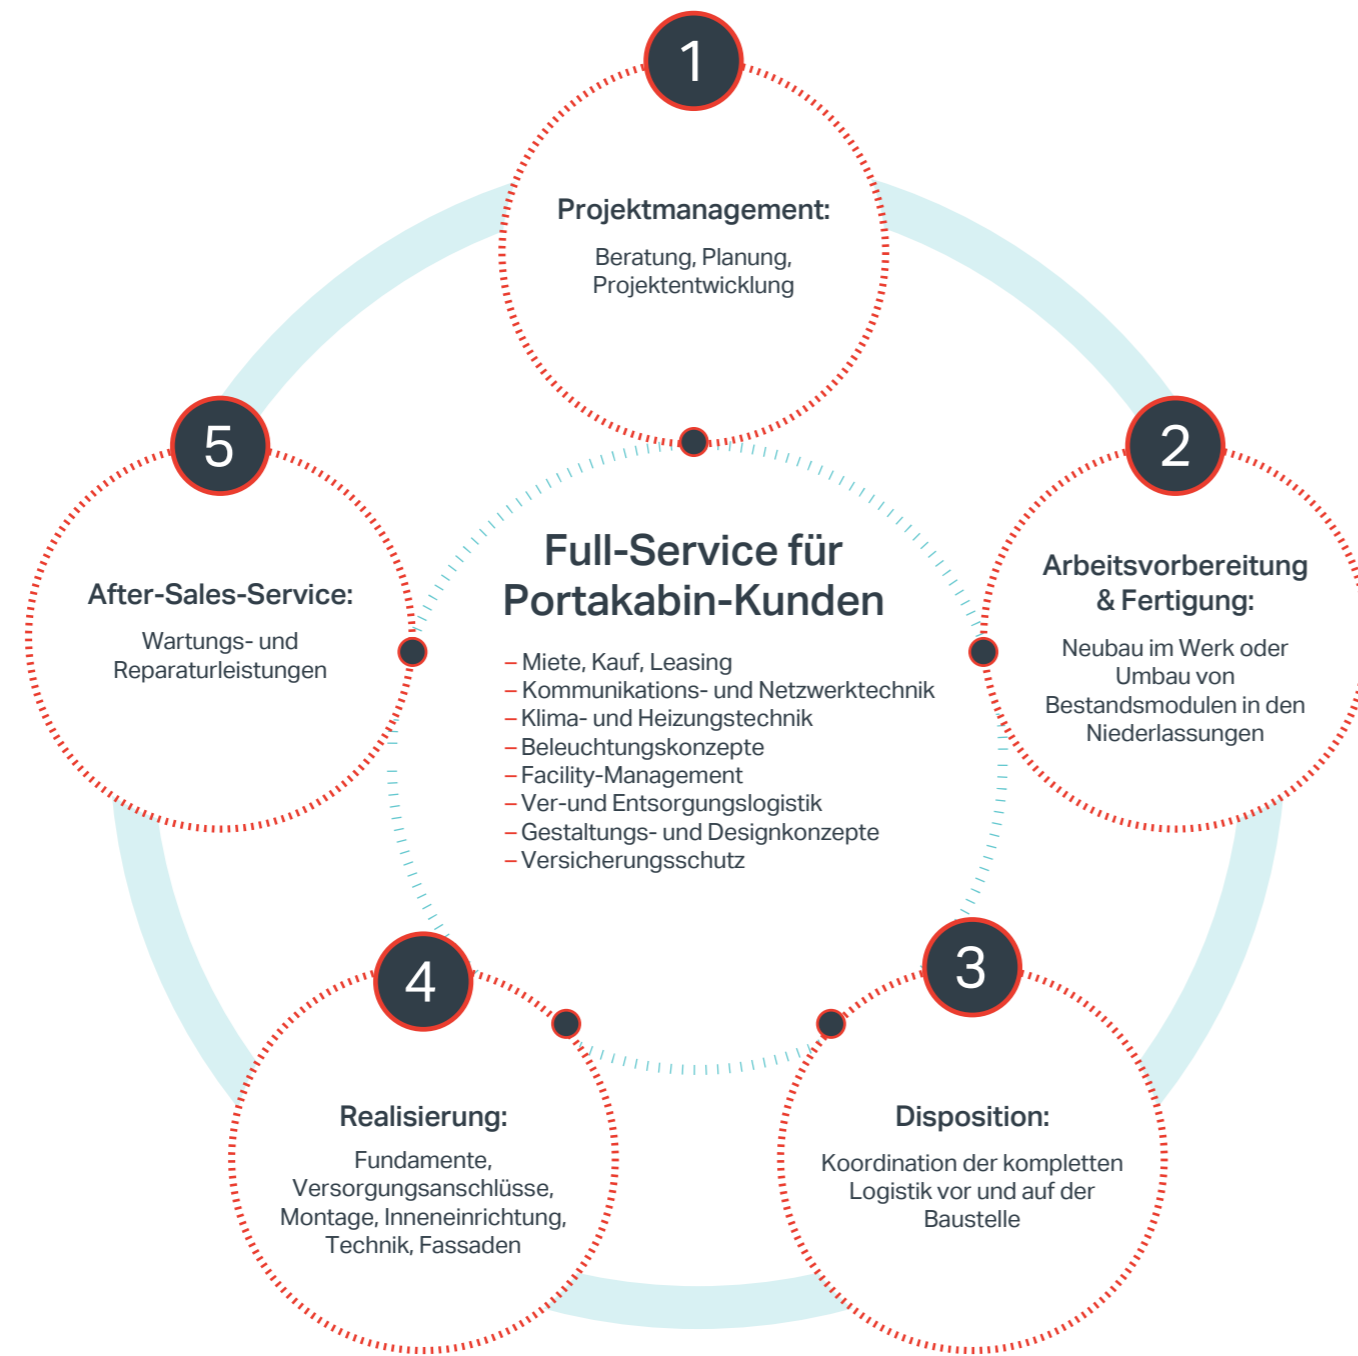 1
Projektmanagement:
Beratung, Planung,
Projektentwicklung
2
Arbeitsvorbereitung
& Fertigung:
Neubau im Werk oder
Umbau von
Bestandsmodulen in den
Niederlassungen
3
Disposition:
Koordination der kompletten
Logistik vor und auf der
Baustelle
4
Realisierung:
Fundamente,
Versorgungsanschlüsse,
Montage, Inneneinrichtung,
Technik, Fassaden
5
After-Sales-Service:
Wartungs- und
Reparaturleistungen
Full-Service für
Portakabin-Kunden
– Miete, Kauf, Leasing
– Kommunikations- und Netzwerktechnik
– Klima- und Heizungstechnik
– Beleuchtungskonzepte
– Facility-Management
– Ver-und Entsorgungslogistik
– Gestaltungs- und Designkonzepte
– Versicherungsschutz